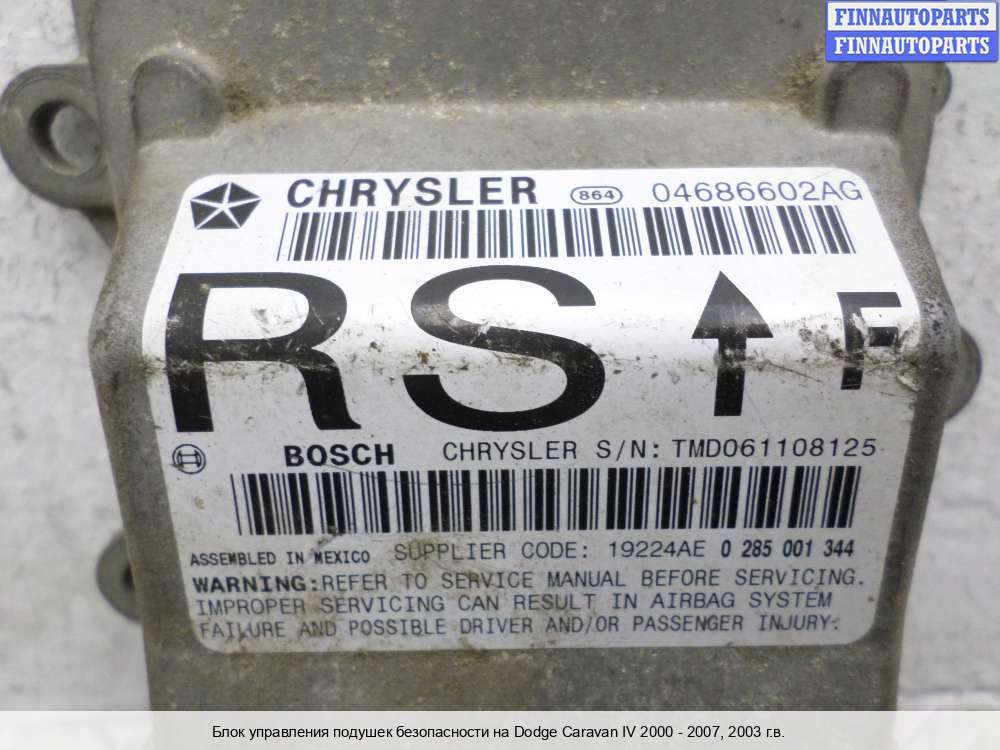 FINNAUTOPARTS
FINNAUTOPARTS
CHRYSLER 864 04686602AG
RS F
BOSCH CHRYSLER S/N: TMD061108125
ASSEMBLED IN MEXICO SUPPLIER CODE: 19224AE 0 285 001 344
WARNING:REFER TO SERVICE MANUAL BEFORE SERVICING.
IMPROPER SERVICING CAN RESULT IN AIRBAG SYSTEM
FAILURE AND POSSIBLE DRIVER AND/OR PASSENGER INJURY.
Блок управления подушек безопасности на Dodge Caravan IV 2000 - 2007, 2003 г.в.